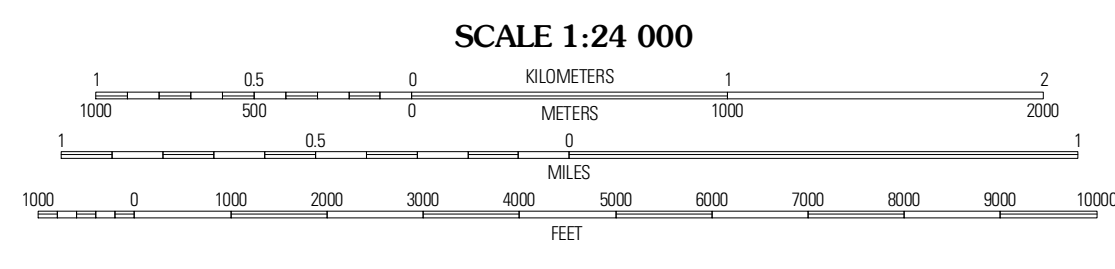 SCALE 1:24 000
1 0.5 0 KILOMETERS 1 2
1000 500 0 METERS 1000 2000
1 0.5 0 1
MILES
1000 0 1000 2000 3000 4000 5000 6000 7000 8000 9000 10000
FEET